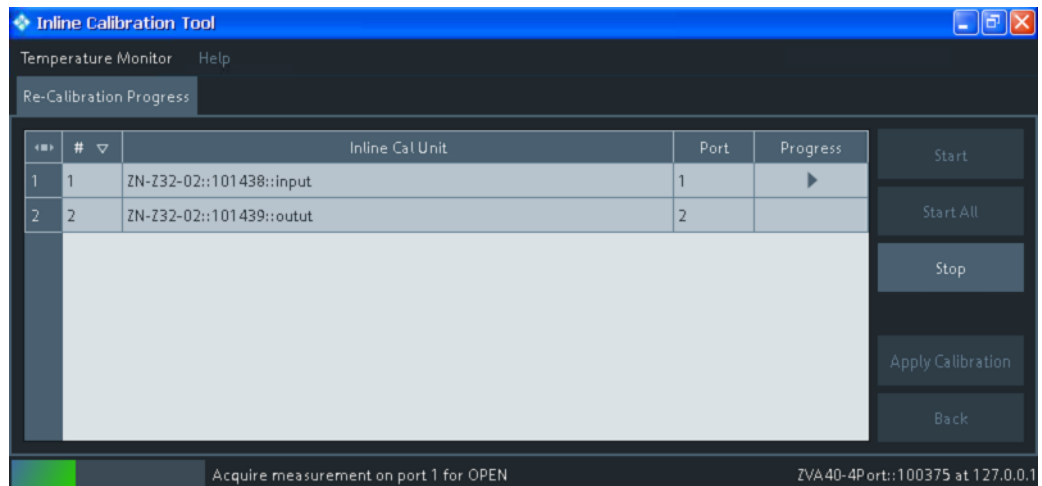 Inline Calibration Tool
Temperature Monitor Help
Re-Calibration Progress
# Inline Cal Unit Port Progress
1 1 ZN-Z32-02::101438::input 1
2 2 ZN-Z32-02::101439::outut 2
Start
Start All
Stop
Apply Calibration
Back
Acquire measurement on port 1 for OPEN ZVA40-4Port::100375 at 127.0.0.1